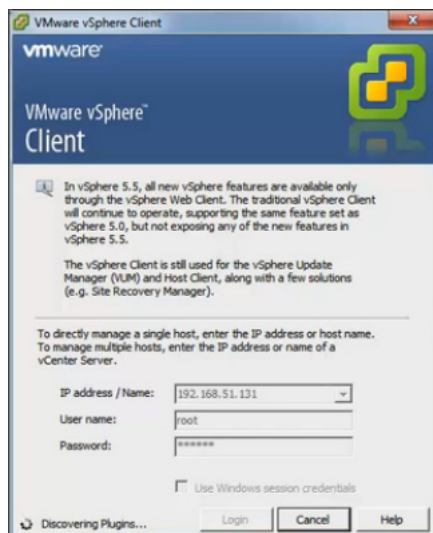 VMware vSphere Client
vmware
VMware vSphere™
Client
In vSphere 5.5, all new vSphere features are available only
through the vSphere Web Client. The traditional vSphere Client
will continue to operate, supporting the same feature set as
vSphere 5.0, but not exposing any of the new features in
vSphere 5.5.
The vSphere Client is still used for the vSphere Update
Manager (VUM) and Host Client, along with a few solutions
(e.g. Site Recovery Manager).
To directly manage a single host, enter the IP address or host name.
To manage multiple hosts, enter the IP address or name of a
vCenter Server.
IP address / Name: 192.168.51.131
User name: root
Password: ******
Use Windows session credentials
Discovering Plugins... Login Cancel Help